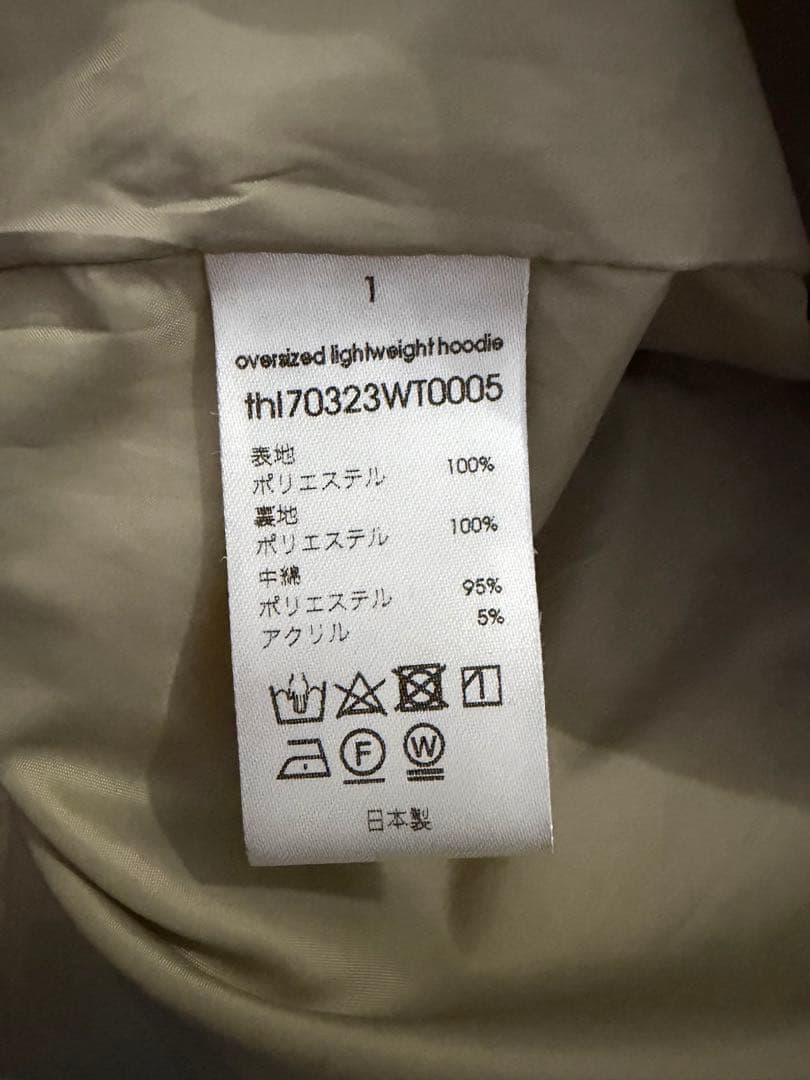 1
oversized lightweight hoodie
thl70323WT0005
表地
ポリエステル 100%
裏地
ポリエステル 100%
中綿
ポリエステル 95%
アクリル 5%
F W
日本製